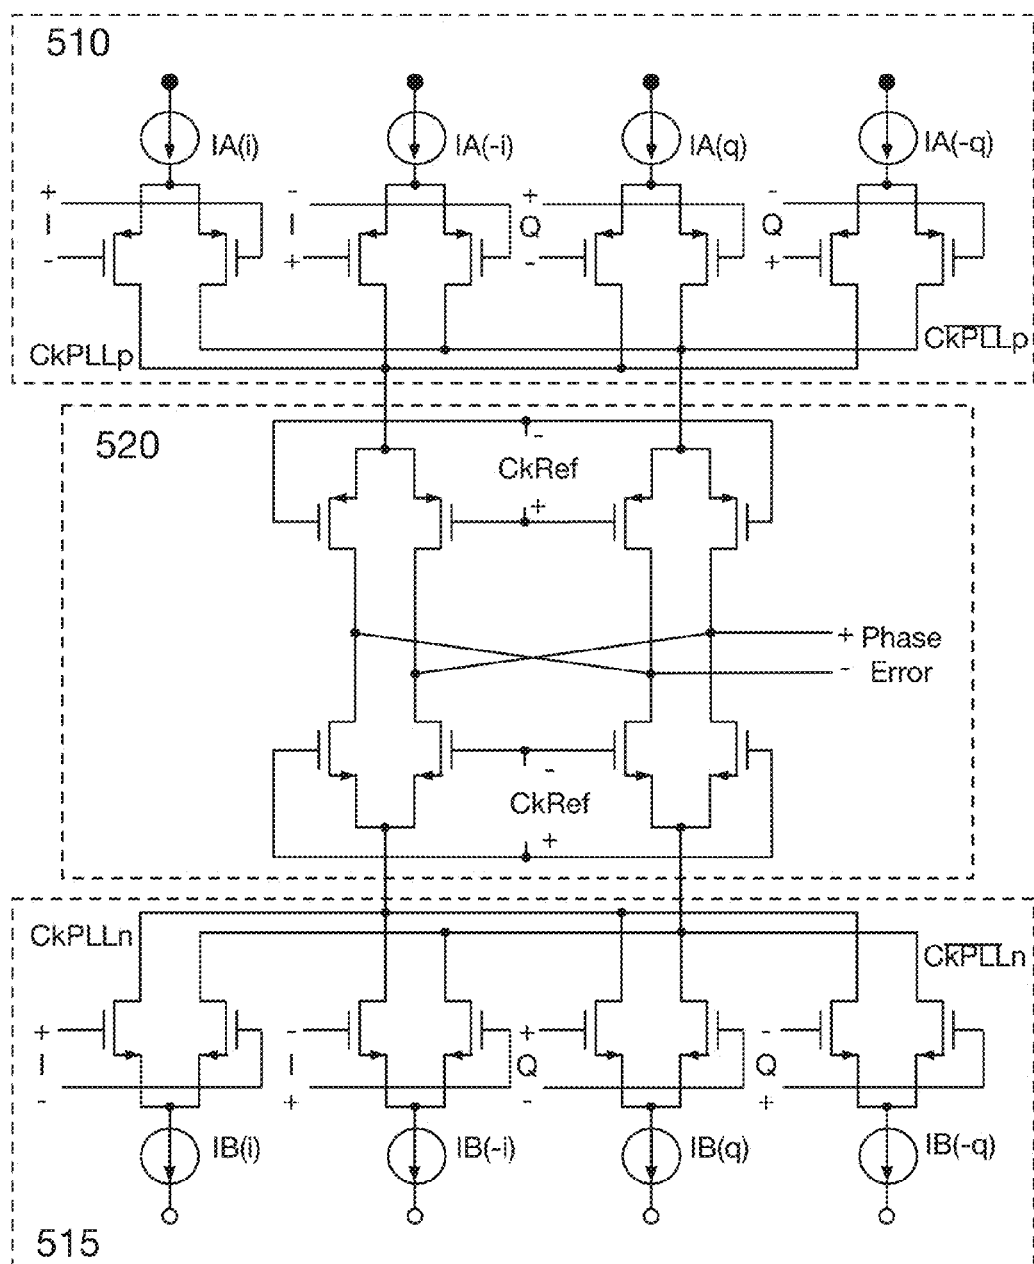 510
IA(i) IA(-i) IA(q) IA(-q)
+ - + -
I I Q Q
- + - +
CkPLLp CkPLLp
520
-
CkRef
+
+ Phase
- Error
-
CkRef
+
CkPLLn CkPLLn
+ - + -
I I Q Q
- + - +
IB(i) IB(-i) IB(q) IB(-q)
515